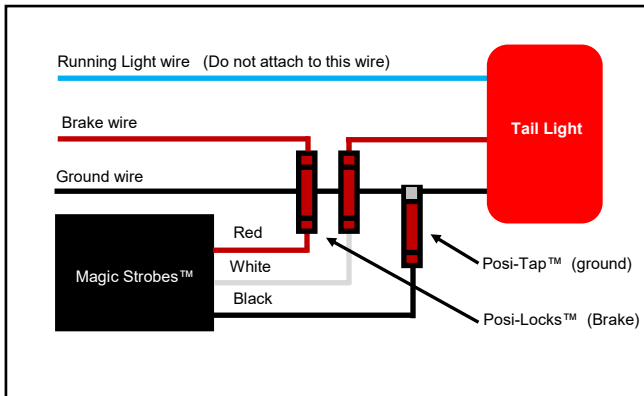 Running Light wire   (Do not attach to this wire)
Brake wire
Tail Light
Ground wire
Red
Magic Strobes™
White
Black
Posi-Tap™  (ground)
Posi-Locks™  (Brake)